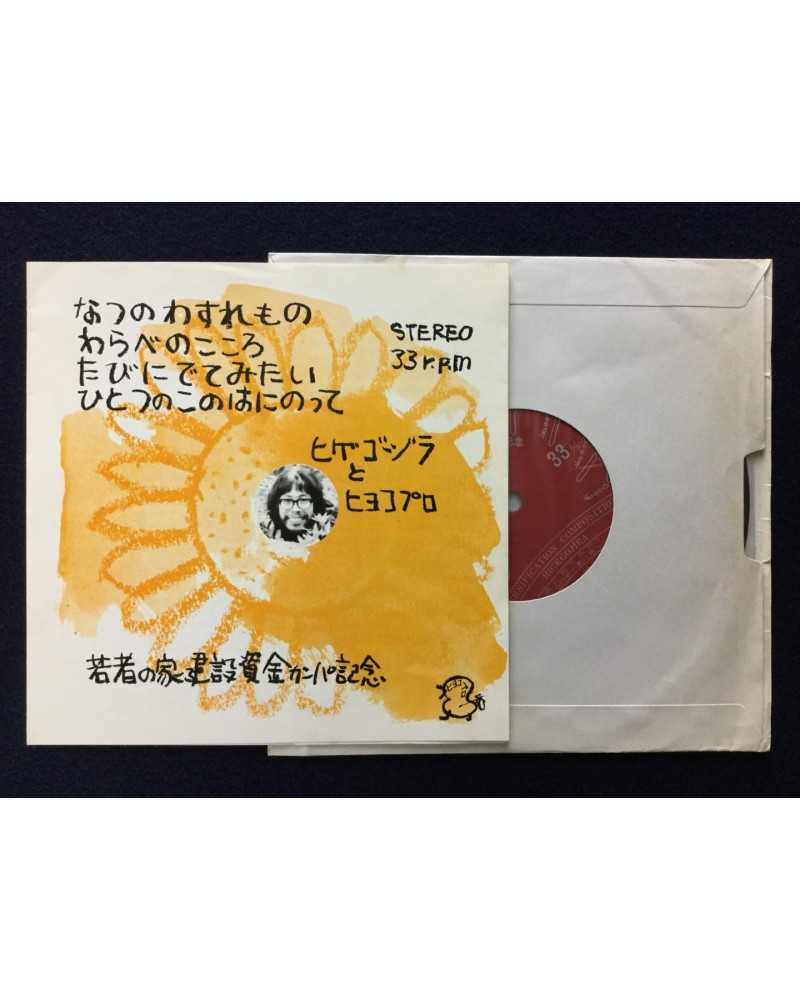 なつのわすれもの
わらべのこころ
たびにでてみたい
ひとつのこのはにのって
STEREO
33 r.p.m
ヒゲゴジラ
と
ヒヨコプロ
若者の家建設資金カンパ記念
33